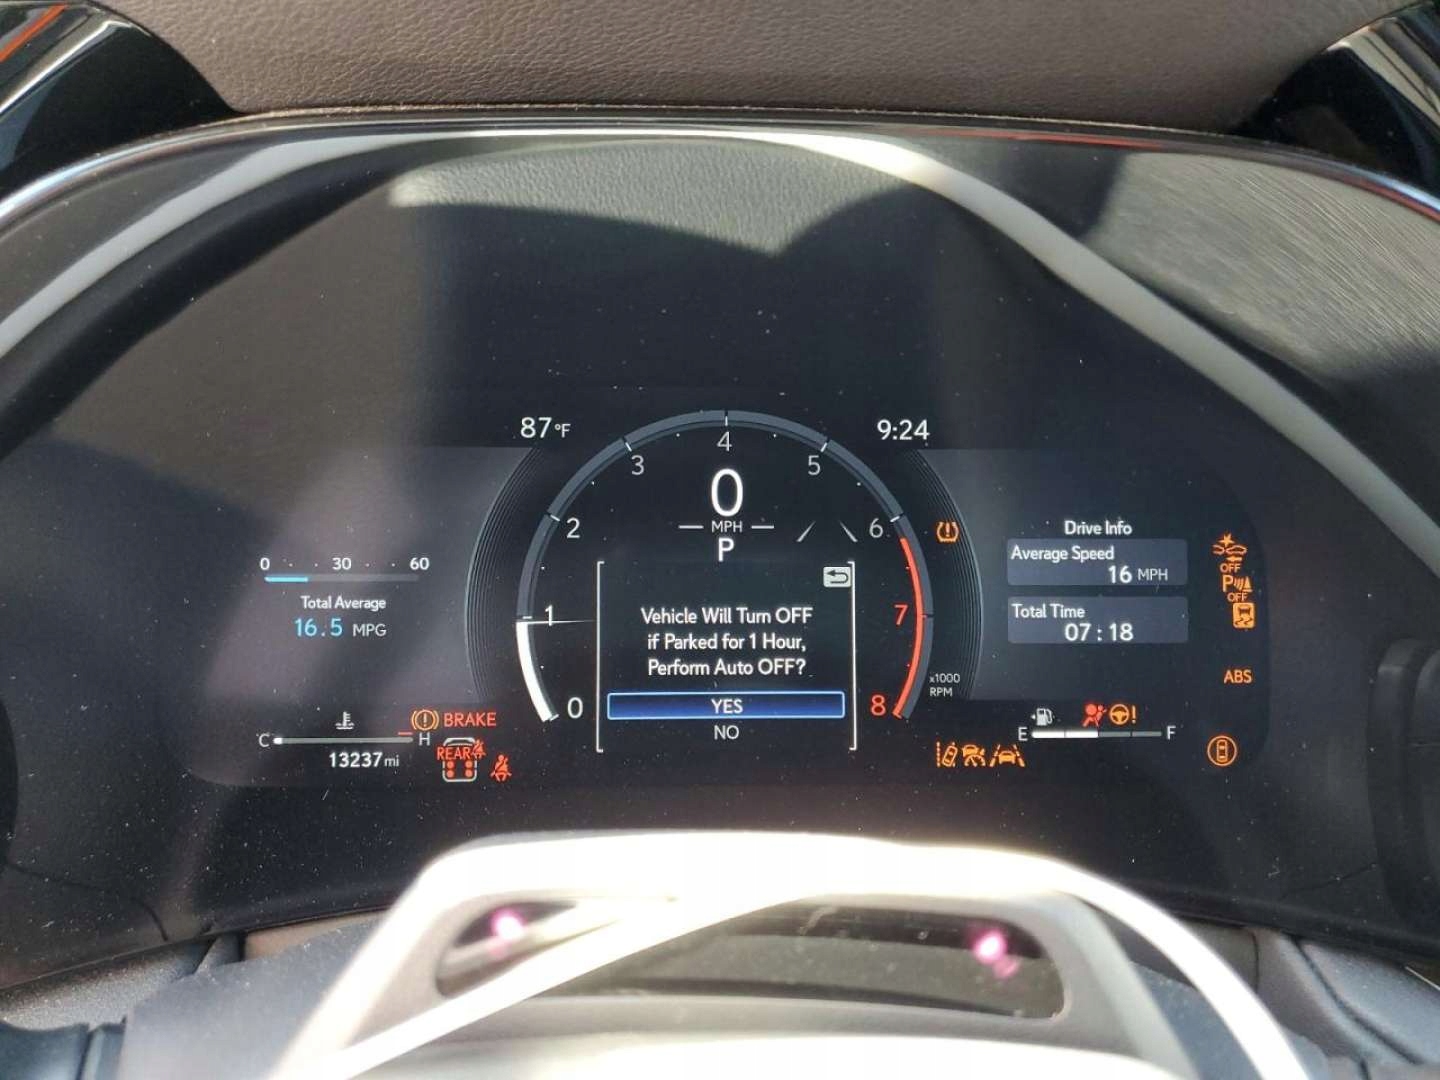 87°F
9:24
0 1 2 3 4 5 6 7 8
0
MPH
P
x1000
RPM
0 30 60
Total Average
16.5 MPG
Vehicle Will Turn OFF
if Parked for 1 Hour,
Perform Auto OFF?
YES
NO
Drive Info
Average Speed
16 MPH
Total Time
07:18
OFF
P
OFF
ABS
BRAKE
C H
13237 mi
REAR
E F